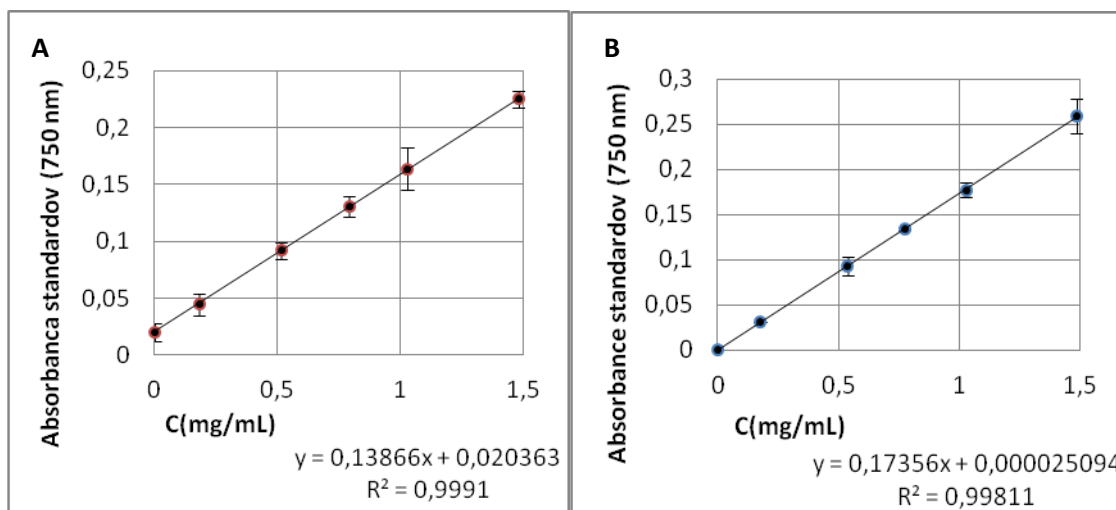 A
Absorbanca standardov (750 nm)
0,25
0,2
0,15
0,1
0,05
0
0 0,5 1 1,5
C(mg/mL)
y = 0,13866x + 0,020363
R² = 0,9991
B
Absorbance standardov (750 nm)
0,3
0,25
0,2
0,15
0,1
0,05
0
0 0,5 1 1,5
C(mg/mL)
y = 0,17356x + 0,000025094
R² = 0,99811